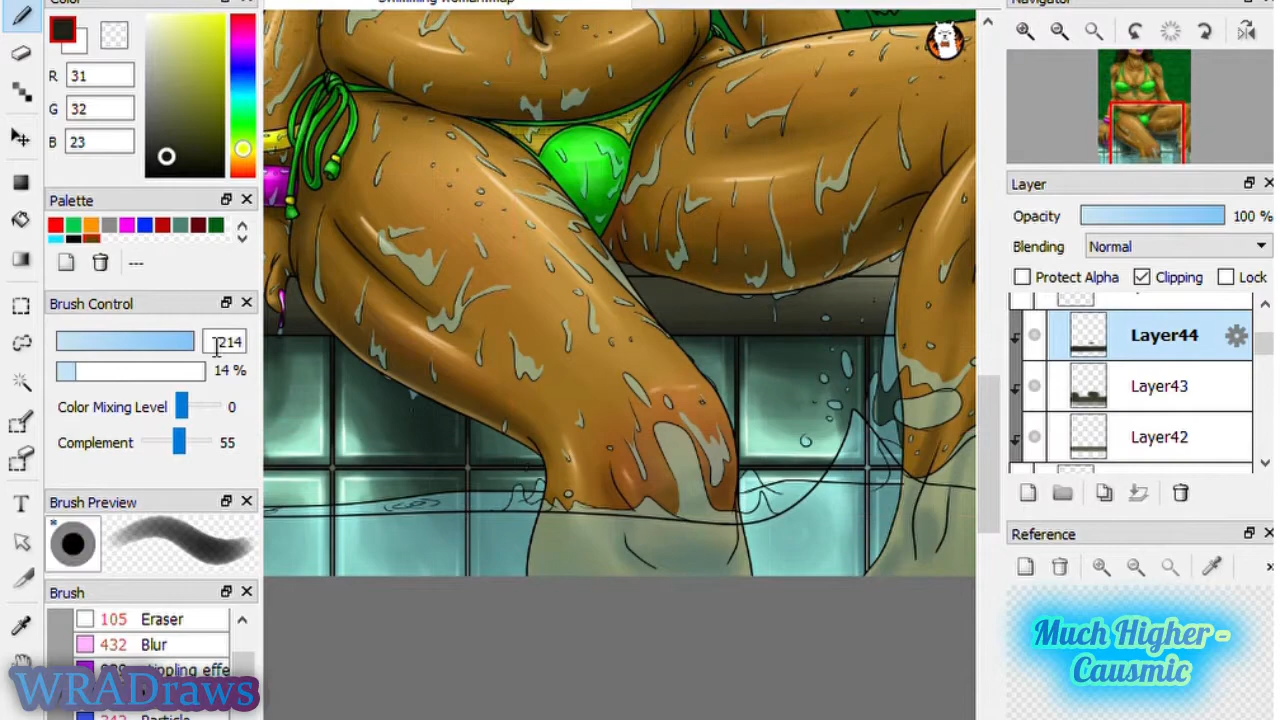 Color
R 31
G 32
B 23
Palette
---
Brush Control
214
14 %
Color Mixing Level 0
Complement 55
Brush Preview
Brush
105 Eraser
432 Blur
WRADraws
Navigator
Layer
Opacity 100 %
Blending Normal
Protect Alpha Clipping Lock
Layer44
Layer43
Layer42
Reference
Much Higher -
Causmic